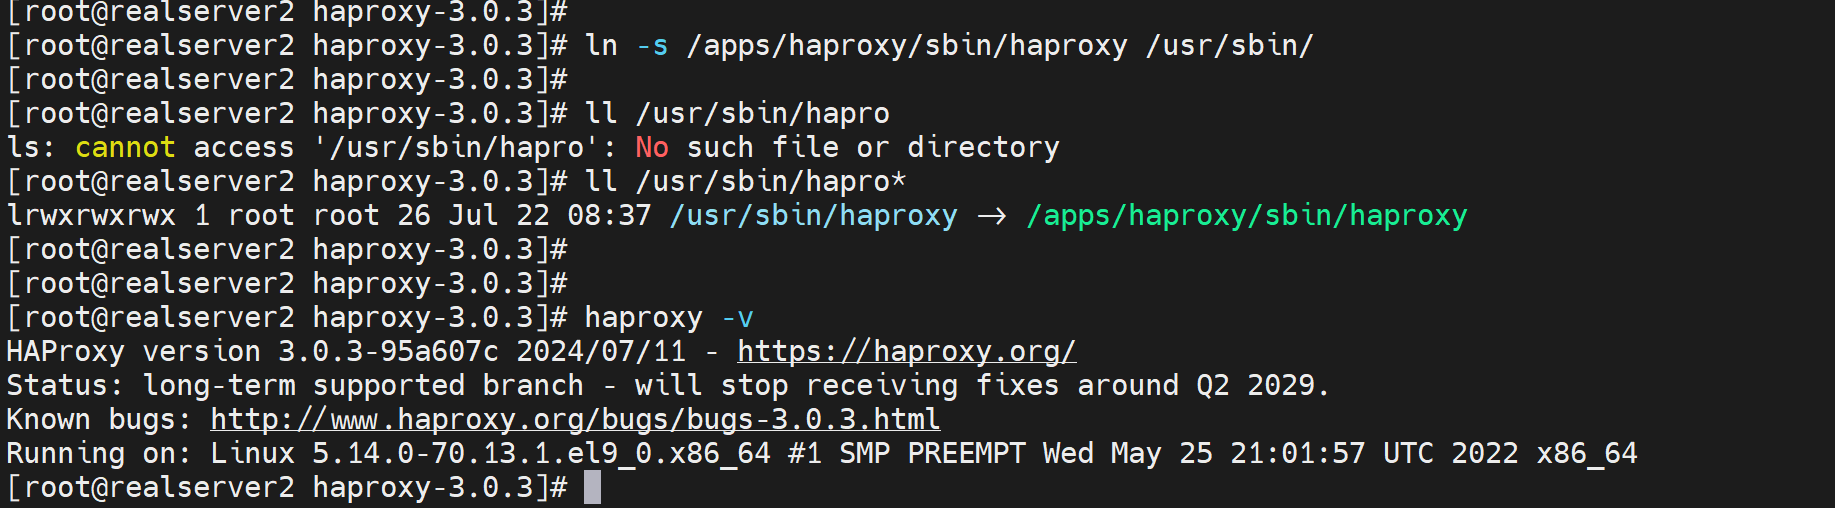 [root@realserver2 haproxy-3.0.3]#
[root@realserver2 haproxy-3.0.3]# ln -s /apps/haproxy/sbin/haproxy /usr/sbin/
[root@realserver2 haproxy-3.0.3]#
[root@realserver2 haproxy-3.0.3]# ll /usr/sbin/hapro
ls: cannot access '/usr/sbin/hapro': No such file or directory
[root@realserver2 haproxy-3.0.3]# ll /usr/sbin/hapro*
lrwxrwxrwx 1 root root 26 Jul 22 08:37 /usr/sbin/haproxy -> /apps/haproxy/sbin/haproxy
[root@realserver2 haproxy-3.0.3]#
[root@realserver2 haproxy-3.0.3]#
[root@realserver2 haproxy-3.0.3]# haproxy -v
HAProxy version 3.0.3-95a607c 2024/07/11 - https://haproxy.org/
Status: long-term supported branch - will stop receiving fixes around Q2 2029.
Known bugs: http://www.haproxy.org/bugs/bugs-3.0.3.html
Running on: Linux 5.14.0-70.13.1.el9_0.x86_64 #1 SMP PREEMPT Wed May 25 21:01:57 UTC 2022 x86_64
[root@realserver2 haproxy-3.0.3]#